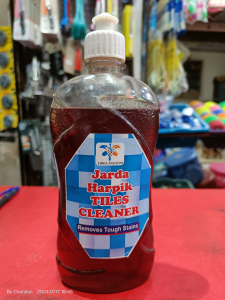 Jarda
Harpik
TILES
CLEANER
Removes Tough Stains